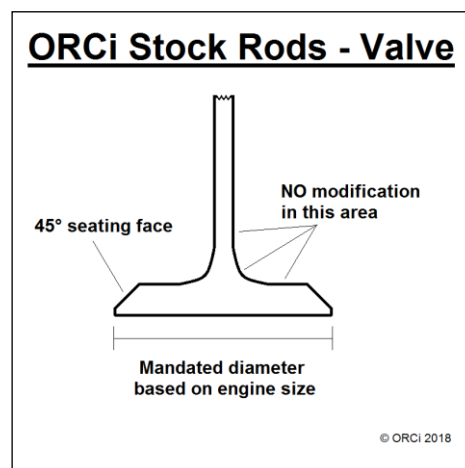 ORCi Stock Rods - Valve
NO modification
in this area
45° seating face
Mandated diameter
based on engine size
© ORCi 2018